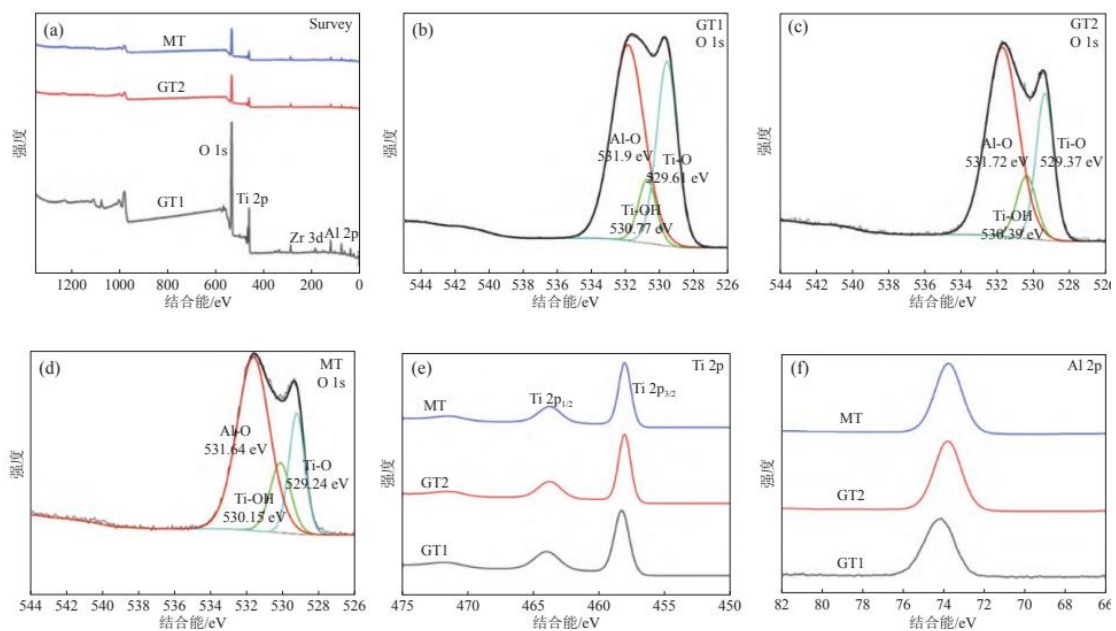 (a)
Survey
MT
GT2
O 1s
GT1
Ti 2p
Zr 3d
Al 2p
强度
1200 1000 800 600 400 200 0
结合能/eV
(b)
GT1
O 1s
Al-O
531.9 eV
Ti-O
529.61 eV
Ti-OH
530.77 eV
强度
544 542 540 538 536 534 532 530 528 526
结合能/eV
(c)
GT2
O 1s
Al-O
531.72 eV
Ti-O
529.37 eV
Ti-OH
530.39 eV
强度
544 542 540 538 536 534 532 530 528 526
结合能/eV
(d)
MT
O 1s
Al-O
531.64 eV
Ti-O
529.24 eV
Ti-OH
530.15 eV
强度
544 542 540 538 536 534 532 530 528 526
结合能/eV
(e)
Ti 2p
MT
Ti 2p1/2
Ti 2p3/2
GT2
GT1
强度
475 470 465 460 455 450
结合能/eV
(f)
Al 2p
MT
GT2
GT1
强度
82 80 78 76 74 72 70 68 66
结合能/eV